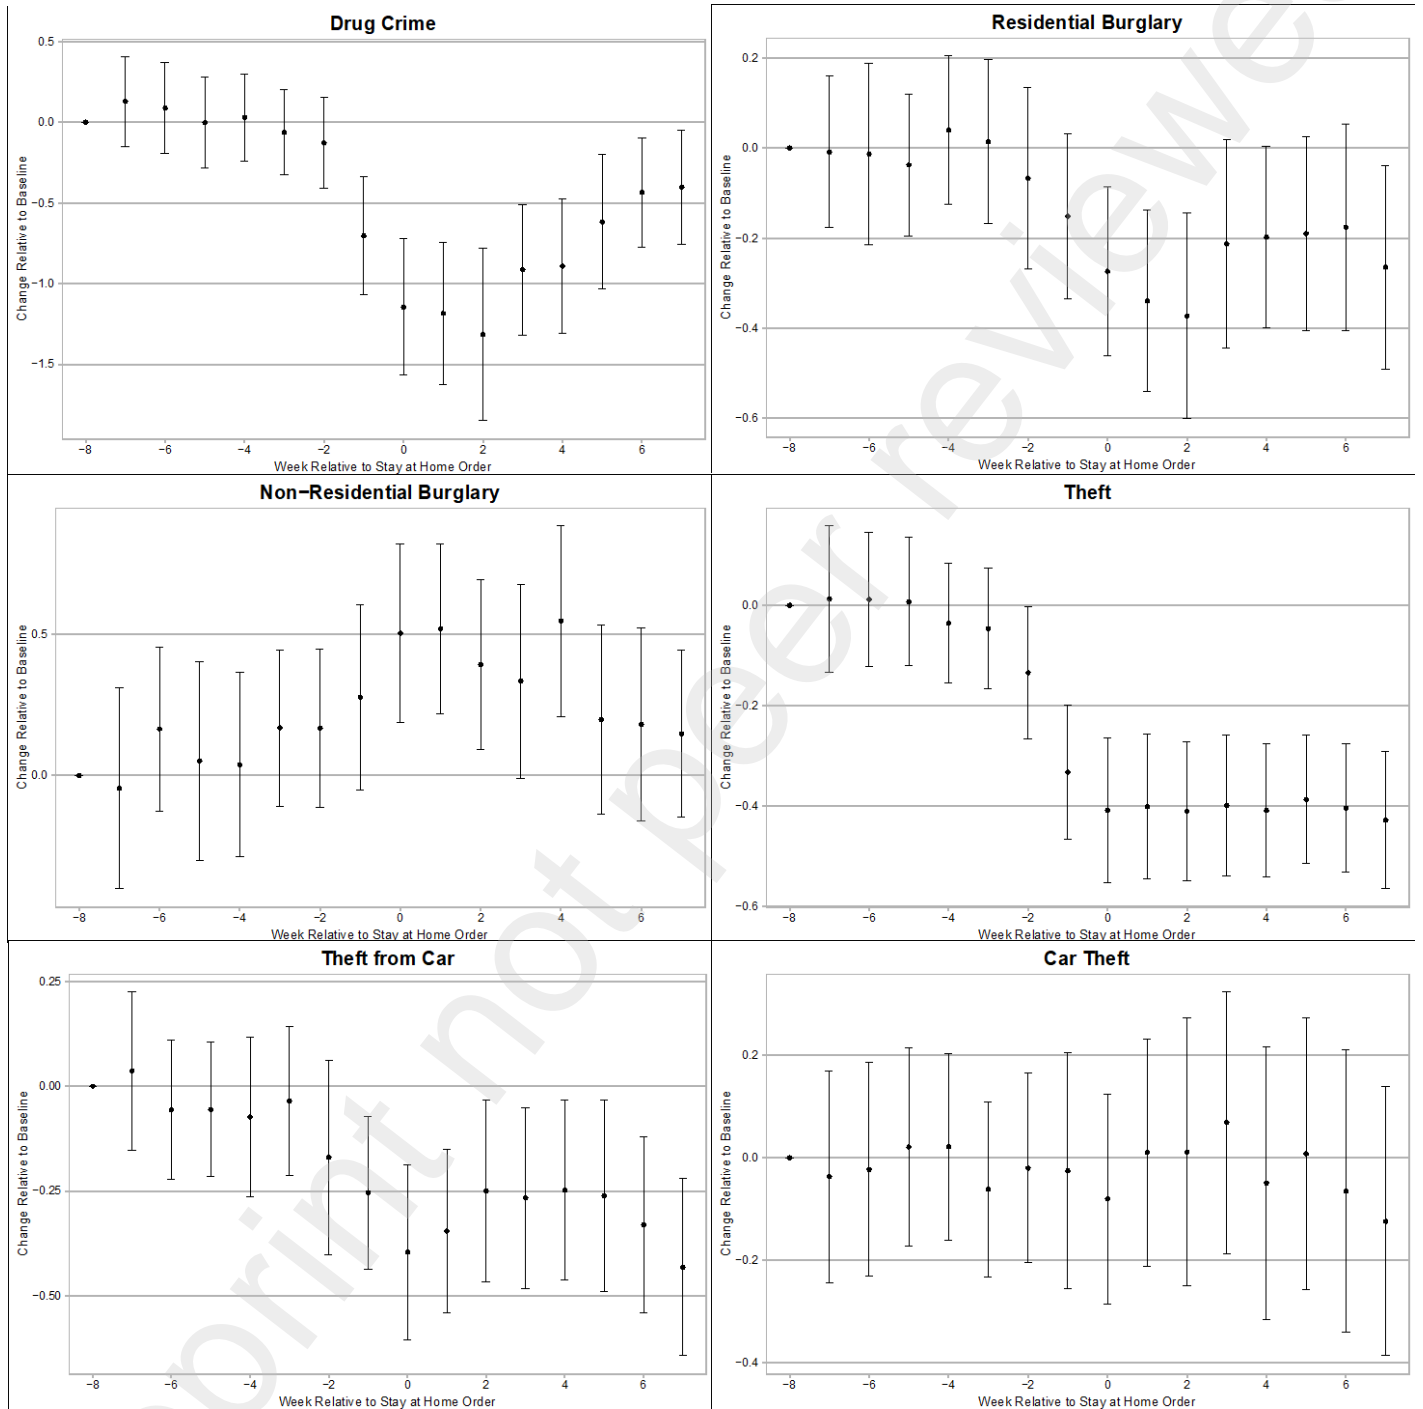 Drug Crime
0.5
0.0
−0.5
−1.0
−1.5
Change Relative to Baseline
−8 −6 −4 −2 0 2 4 6
Week Relative to Stay at Home Order
Residential Burglary
0.2
0.0
−0.2
−0.4
−0.6
Change Relative to Baseline
−8 −6 −4 −2 0 2 4 6
Week Relative to Stay at Home Order
Non−Residential Burglary
0.5
0.0
Change Relative to Baseline
−8 −6 −4 −2 0 2 4 6
Week Relative to Stay at Home Order
Theft
0.0
−0.2
−0.4
−0.6
Change Relative to Baseline
−8 −6 −4 −2 0 2 4 6
Week Relative to Stay at Home Order
Theft from Car
0.25
0.00
−0.25
−0.50
Change Relative to Baseline
−8 −6 −4 −2 0 2 4 6
Week Relative to Stay at Home Order
Car Theft
0.2
0.0
−0.2
−0.4
Change Relative to Baseline
−8 −6 −4 −2 0 2 4 6
Week Relative to Stay at Home Order
print not peer reviewe